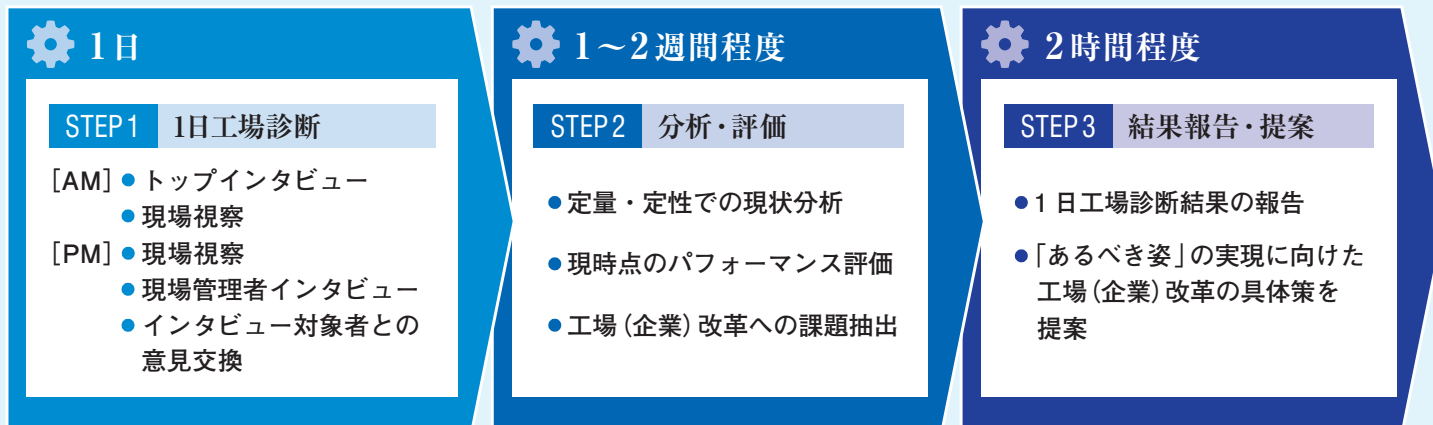 1日
STEP1 1日工場診断
[AM] ●トップインタビュー
●現場視察
[PM] ●現場視察
●現場管理者インタビュー
●インタビュー対象者との
意見交換
1～2週間程度
STEP2 分析・評価
●定量・定性での現状分析
●現時点のパフォーマンス評価
●工場(企業)改革への課題抽出
2時間程度
STEP3 結果報告・提案
●1日工場診断結果の報告
●「あるべき姿」の実現に向けた
工場(企業)改革の具体策を
提案